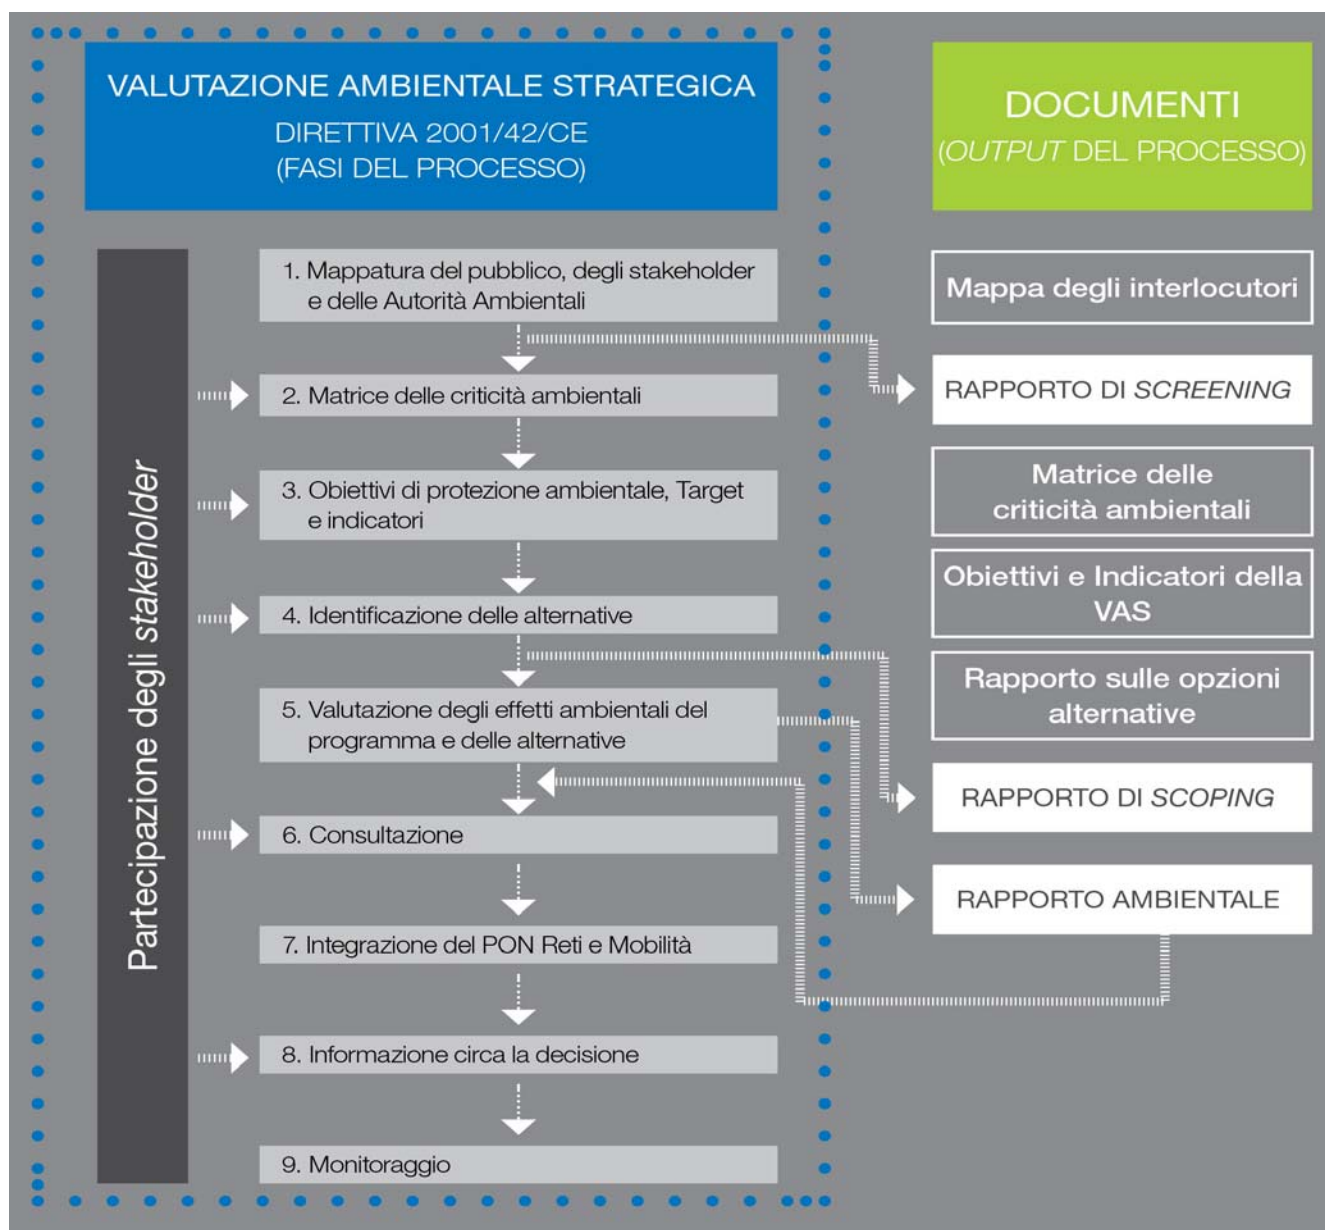 VALUTAZIONE AMBIENTALE STRATEGICA
DIRETTIVA 2001/42/CE
(FASI DEL PROCESSO)
DOCUMENTI
(OUTPUT DEL PROCESSO)
Partecipazione degli stakeholder
1. Mappatura del pubblico, degli stakeholder
e delle Autorità Ambientali
2. Matrice delle criticità ambientali
3. Obiettivi di protezione ambientale, Target
e indicatori
4. Identificazione delle alternative
5. Valutazione degli effetti ambientali del
programma e delle alternative
6. Consultazione
7. Integrazione del PON Reti e Mobilità
8. Informazione circa la decisione
9. Monitoraggio
Mappa degli interlocutori
RAPPORTO DI SCREENING
Matrice delle
criticità ambientali
Obiettivi e Indicatori della
VAS
Rapporto sulle opzioni
alternative
RAPPORTO DI SCOPING
RAPPORTO AMBIENTALE